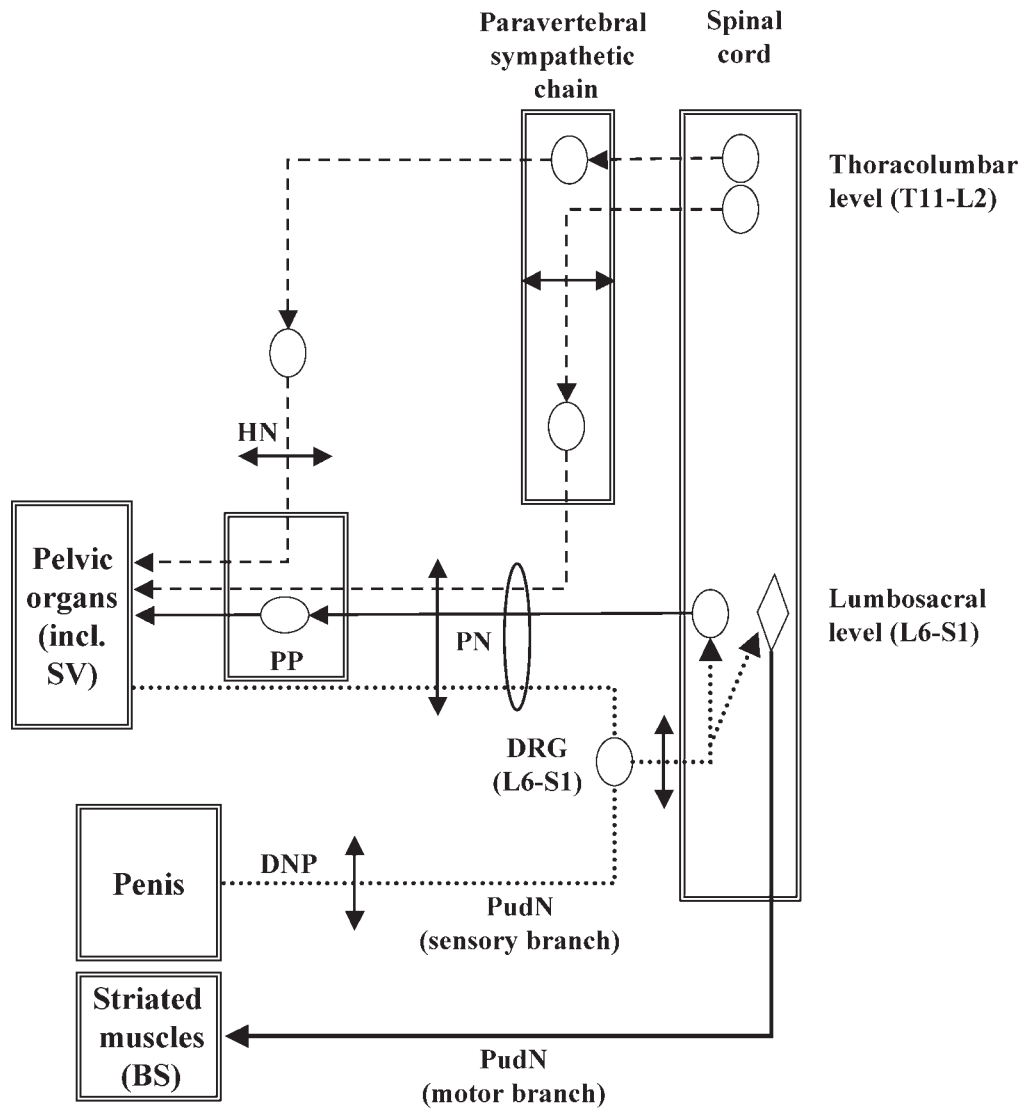 Paravertebral
sympathetic
chain
Spinal
cord
Thoracolumbar
level (T11-L2)
HN
Pelvic
organs
(incl.
SV)
PP
PN
Lumbosacral
level (L6-S1)
DRG
(L6-S1)
Penis
DNP
PudN
(sensory branch)
Striated
muscles
(BS)
PudN
(motor branch)